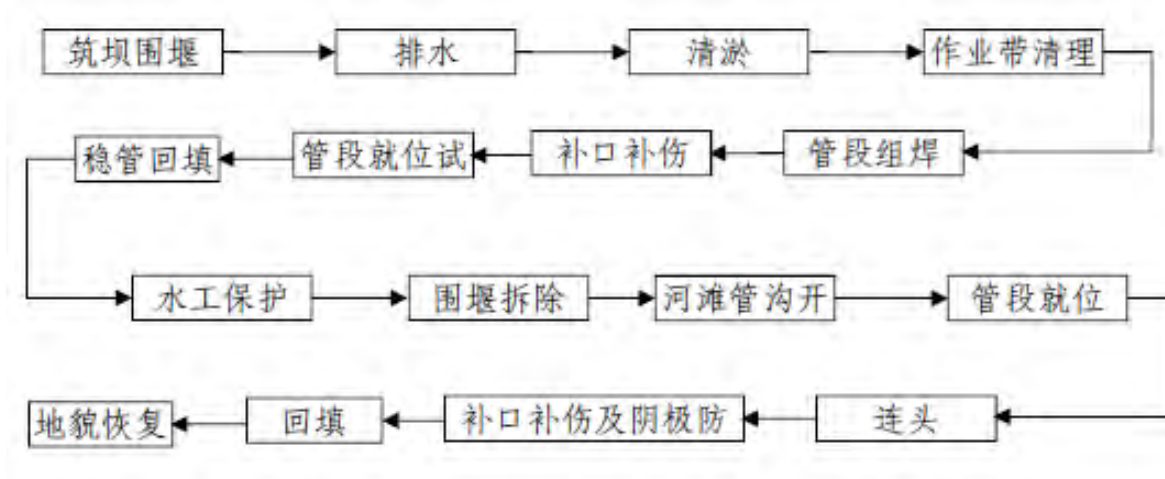 筑坝围堰
排水
清淤
作业带清理
管段组焊
补口补伤
管段就位试
稳管回填
水工保护
围堰拆除
河滩管沟开
管段就位
连头
补口补伤及阴极防
回填
地貌恢复